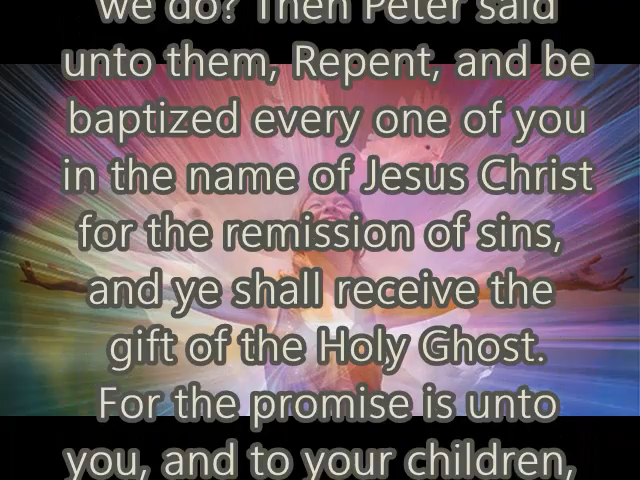 we do? Then Peter said
unto them, Repent, and be
baptized every one of you
in the name of Jesus Christ
for the remission of sins,
and ye shall receive the
gift of the Holy Ghost.
For the promise is unto
you, and to your children,